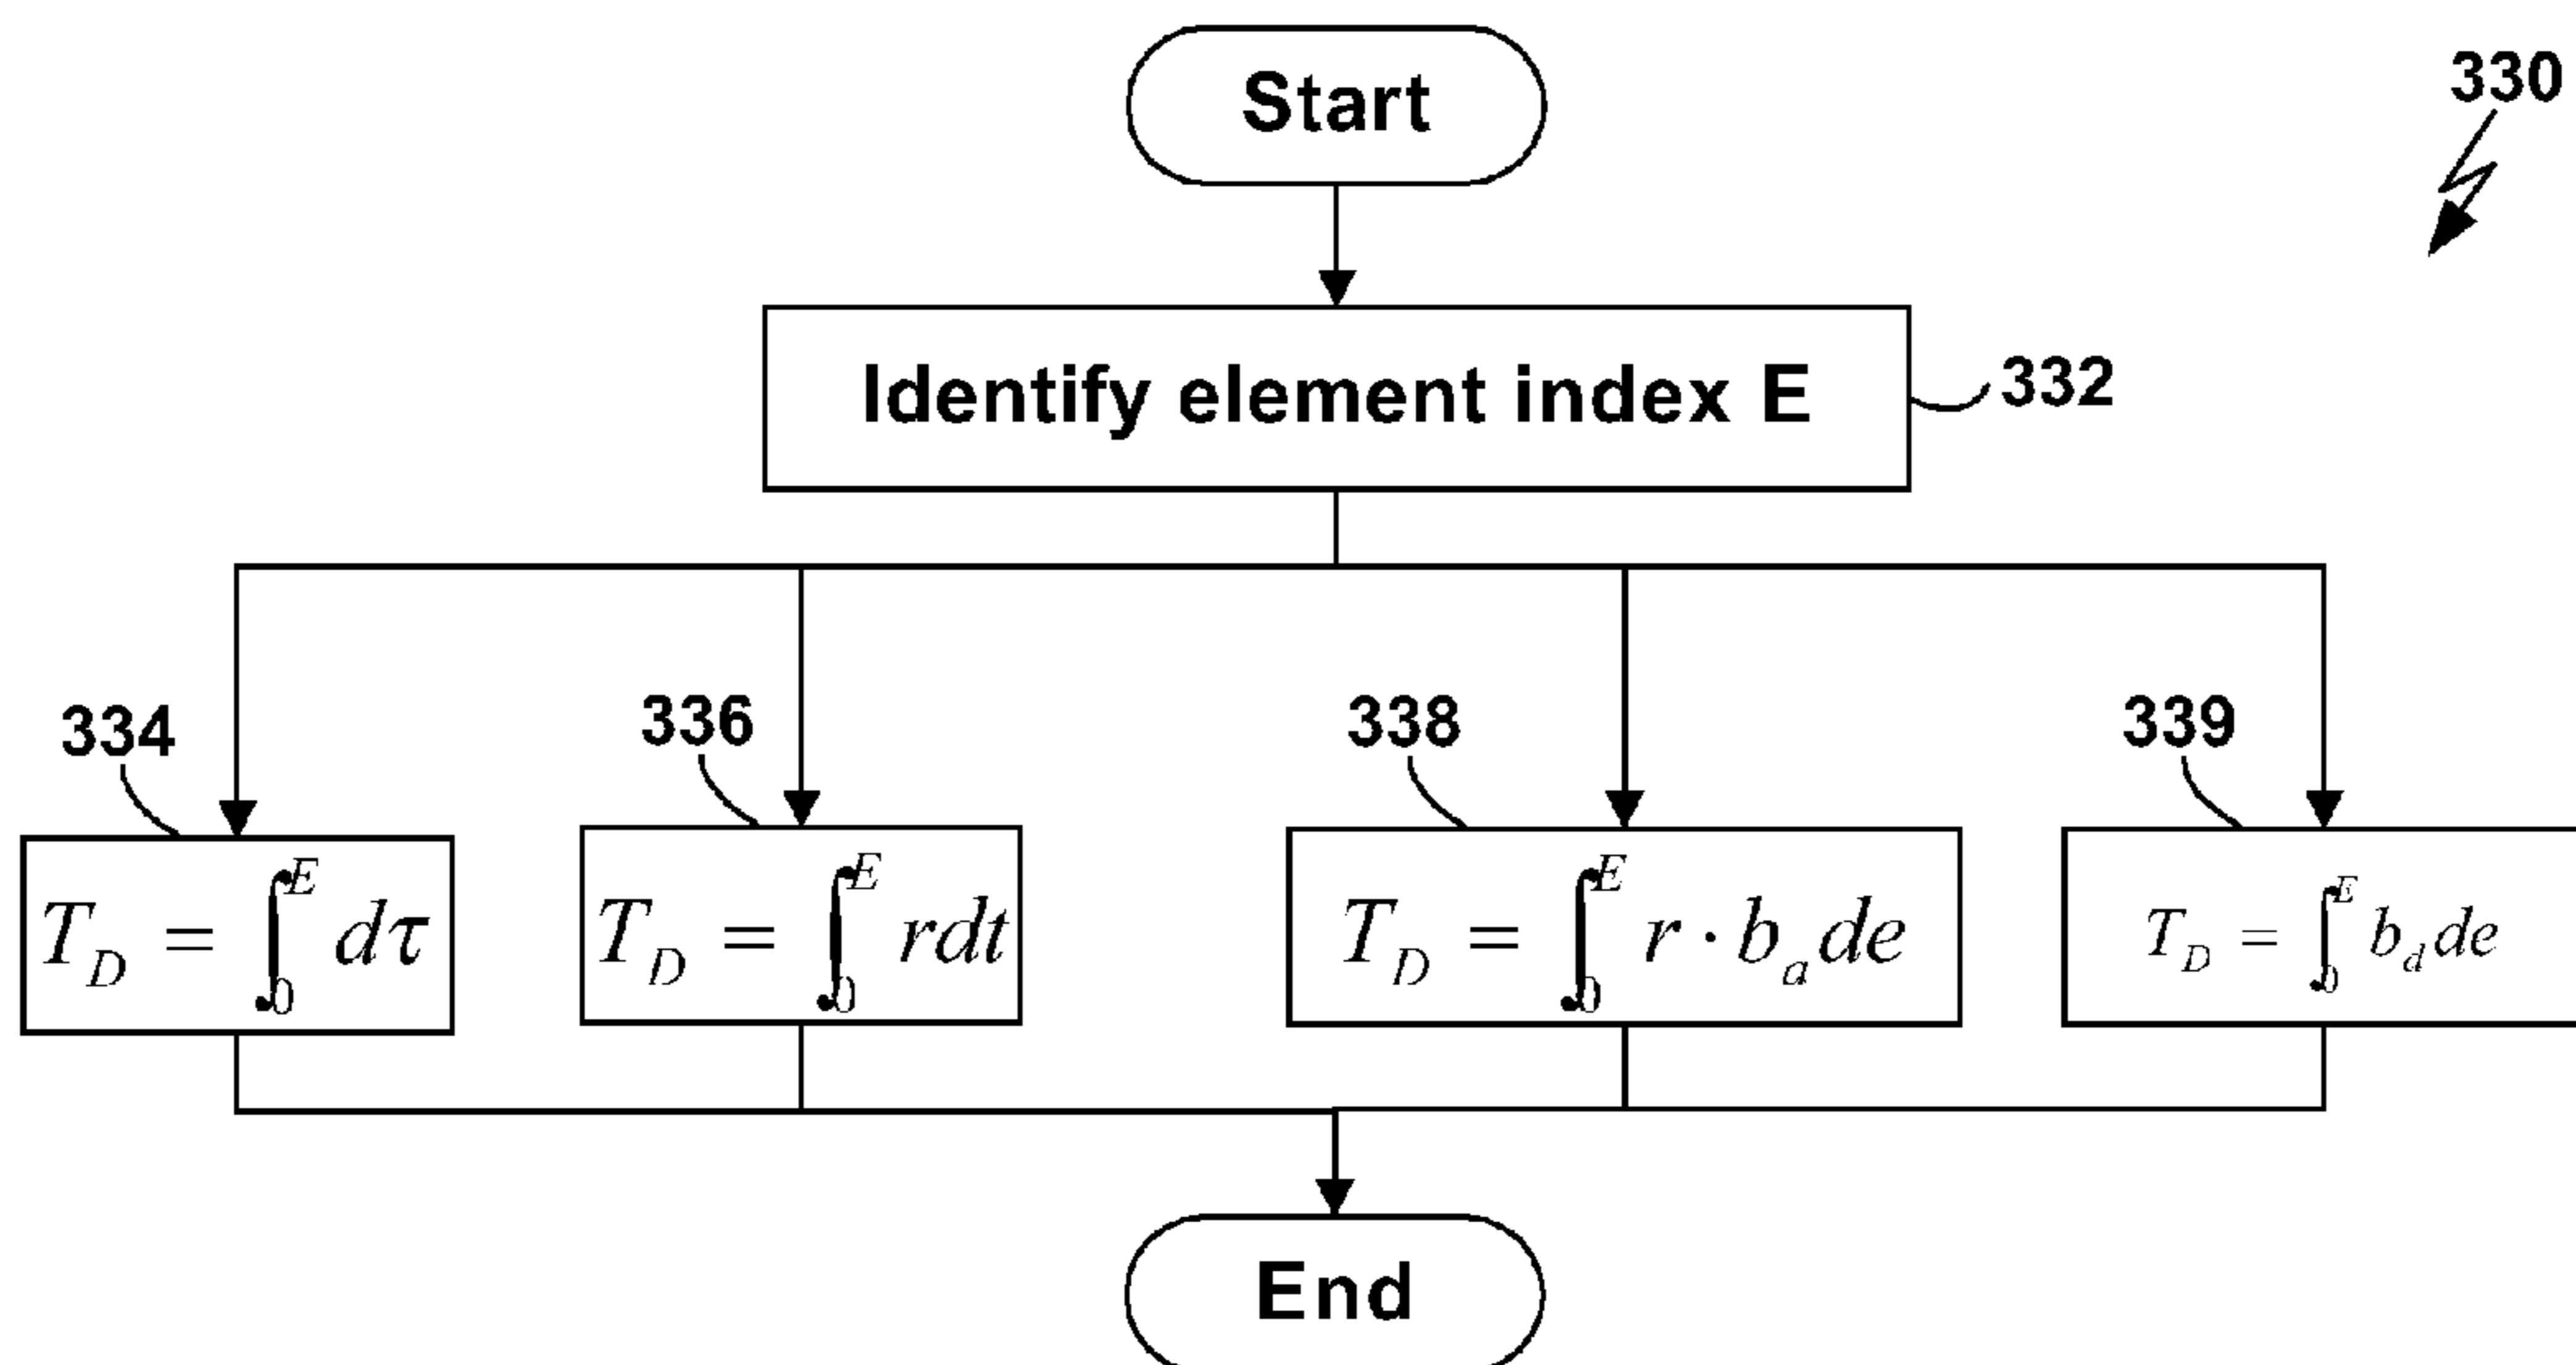 Start
330
Identify element index E
332
334
336
338
339
T_D = ∫_0^E dτ
T_D = ∫_0^E rdt
T_D = ∫_0^E r · b_a de
T_D = ∫_0^E b_d de
End